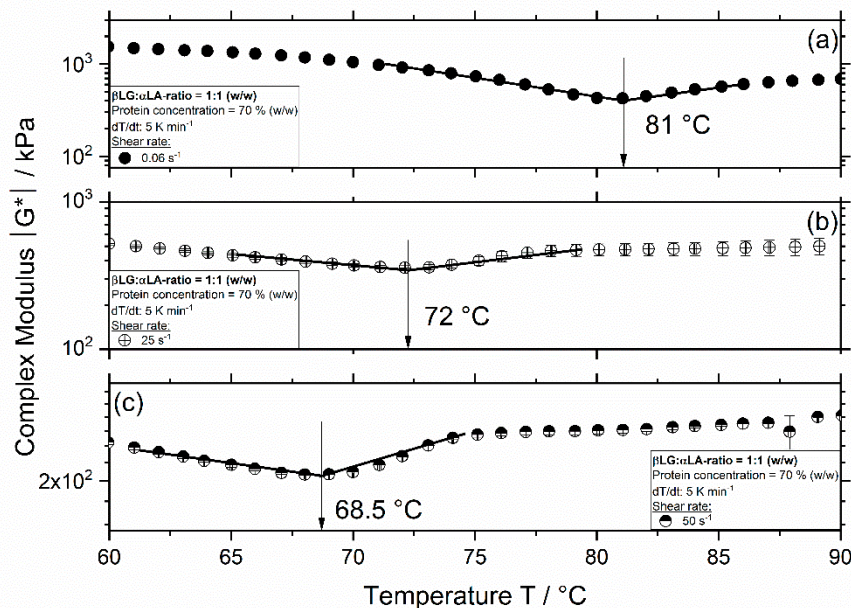 Complex Modulus |G*| / kPa
(a)
10³
10²
βLG:αLA-ratio = 1:1 (w/w)
Protein concentration = 70 % (w/w)
dT/dt: 5 K min⁻¹
Shear rate:
0.06 s⁻¹
81 °C
(b)
10³
10²
βLG:αLA-ratio = 1:1 (w/w)
Protein concentration = 70 % (w/w)
dT/dt: 5 K min⁻¹
Shear rate:
25 s⁻¹
72 °C
(c)
2x10²
68.5 °C
βLG:αLA-ratio = 1:1 (w/w)
Protein concentration = 70 % (w/w)
dT/dt: 5 K min⁻¹
Shear rate:
50 s⁻¹
60 65 70 75 80 85 90
Temperature T / °C